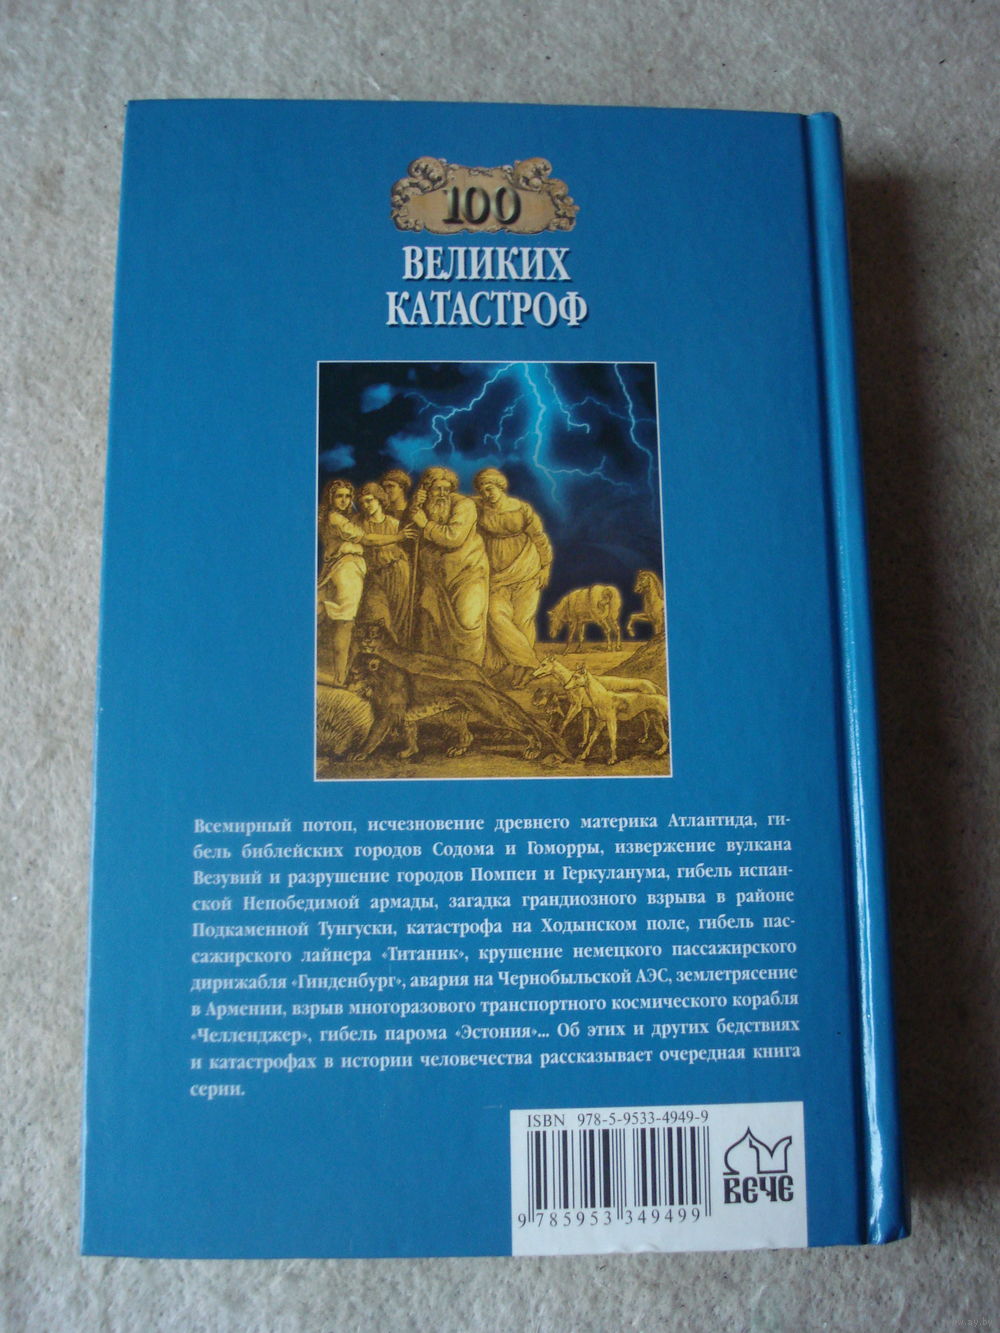 100
ВЕЛИКИХ
КАТАСТРОФ
Всемирный потоп, исчезновение древнего материка Атлантида, ги-
бель библейских городов Содома и Гоморры, извержение вулкана
Везувий и разрушение городов Помпеи и Геркуланума, гибель испан-
ской Непобедимой армады, загадка грандиозного взрыва в районе
Подкаменной Тунгуски, катастрофа на Ходынском поле, гибель пас-
сажирского лайнера «Титаник», крушение немецкого пассажирского
дирижабля «Гинденбург», авария на Чернобыльской АЭС, землетрясение
в Армении, взрыв многоразового транспортного космического корабля
«Челленджер», гибель парома «Эстония»... Об этих и других бедствиях
и катастрофах в истории человечества рассказывает очередная книга
серии.
ISBN 978-5-9533-4949-9
9 785953 349499
ВЕЧЕ
www.ay.by